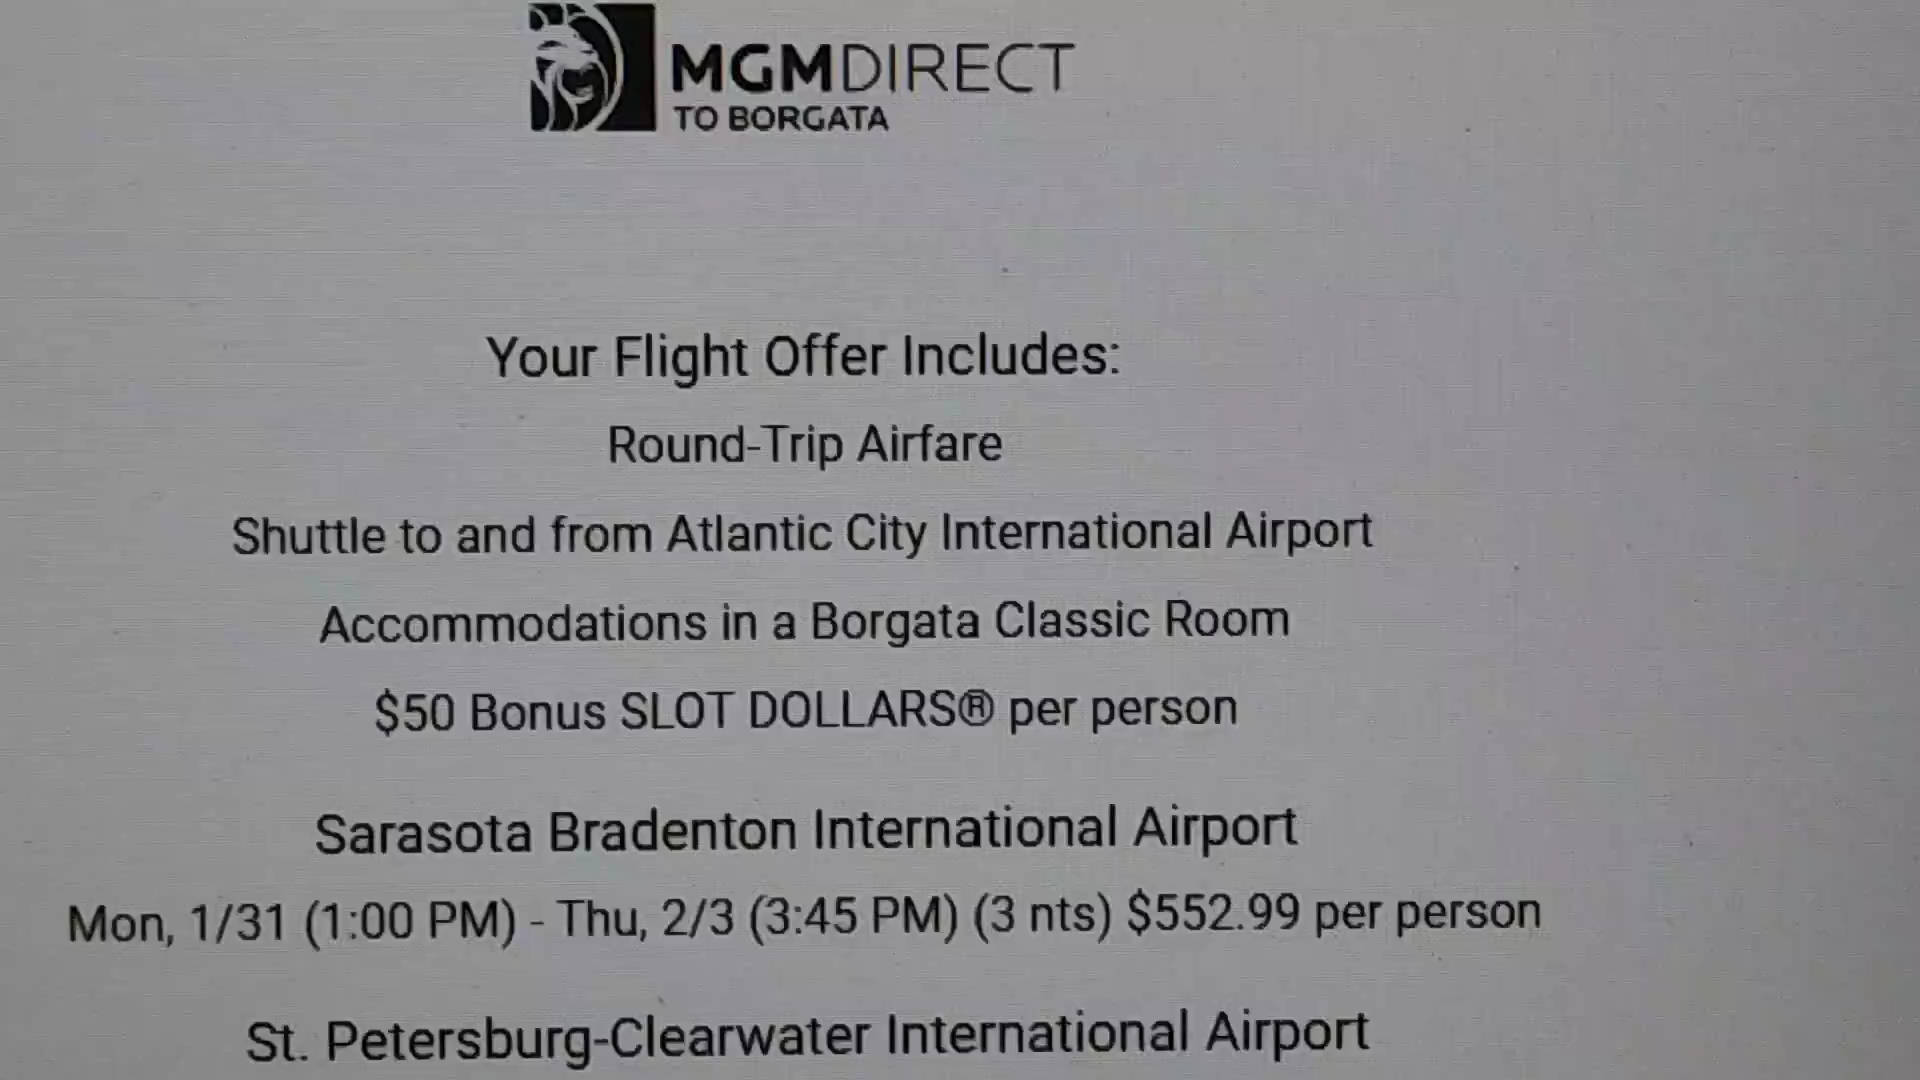 MGMDIRECT
TO BORGATA
Your Flight Offer Includes:
Round-Trip Airfare
Shuttle to and from Atlantic City International Airport
Accommodations in a Borgata Classic Room
$50 Bonus SLOT DOLLARS® per person
Sarasota Bradenton International Airport
Mon, 1/31 (1:00 PM) - Thu, 2/3 (3:45 PM) (3 nts) $552.99 per person
St. Petersburg-Clearwater International Airport